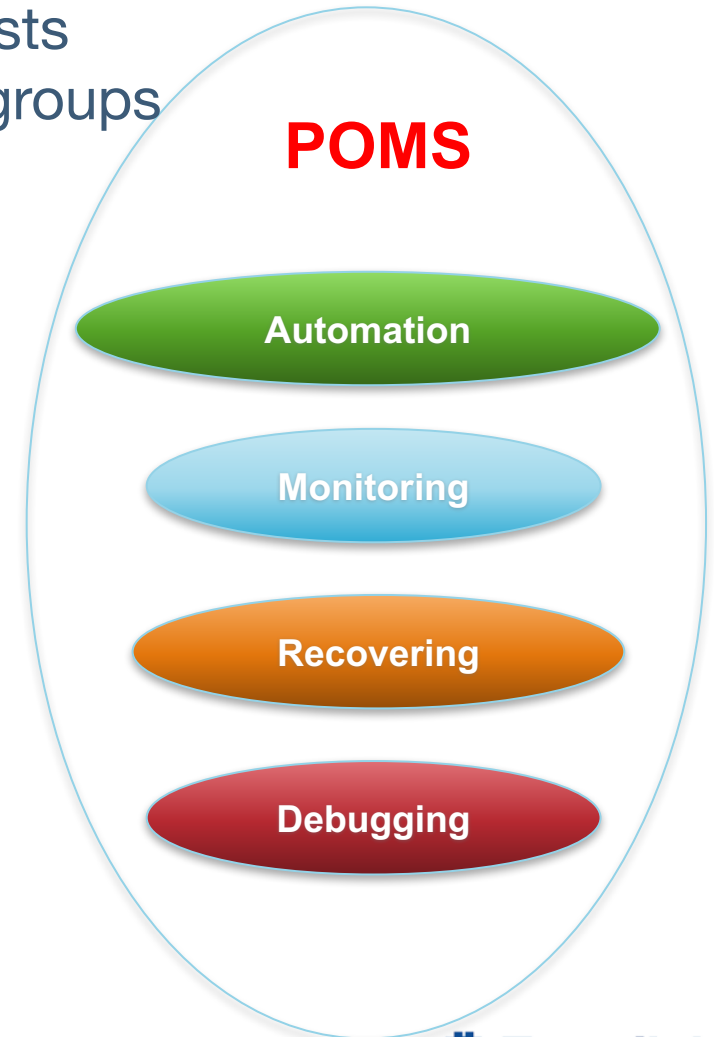 sts
groups
POMS
Automation
Monitoring
Recovering
Debugging